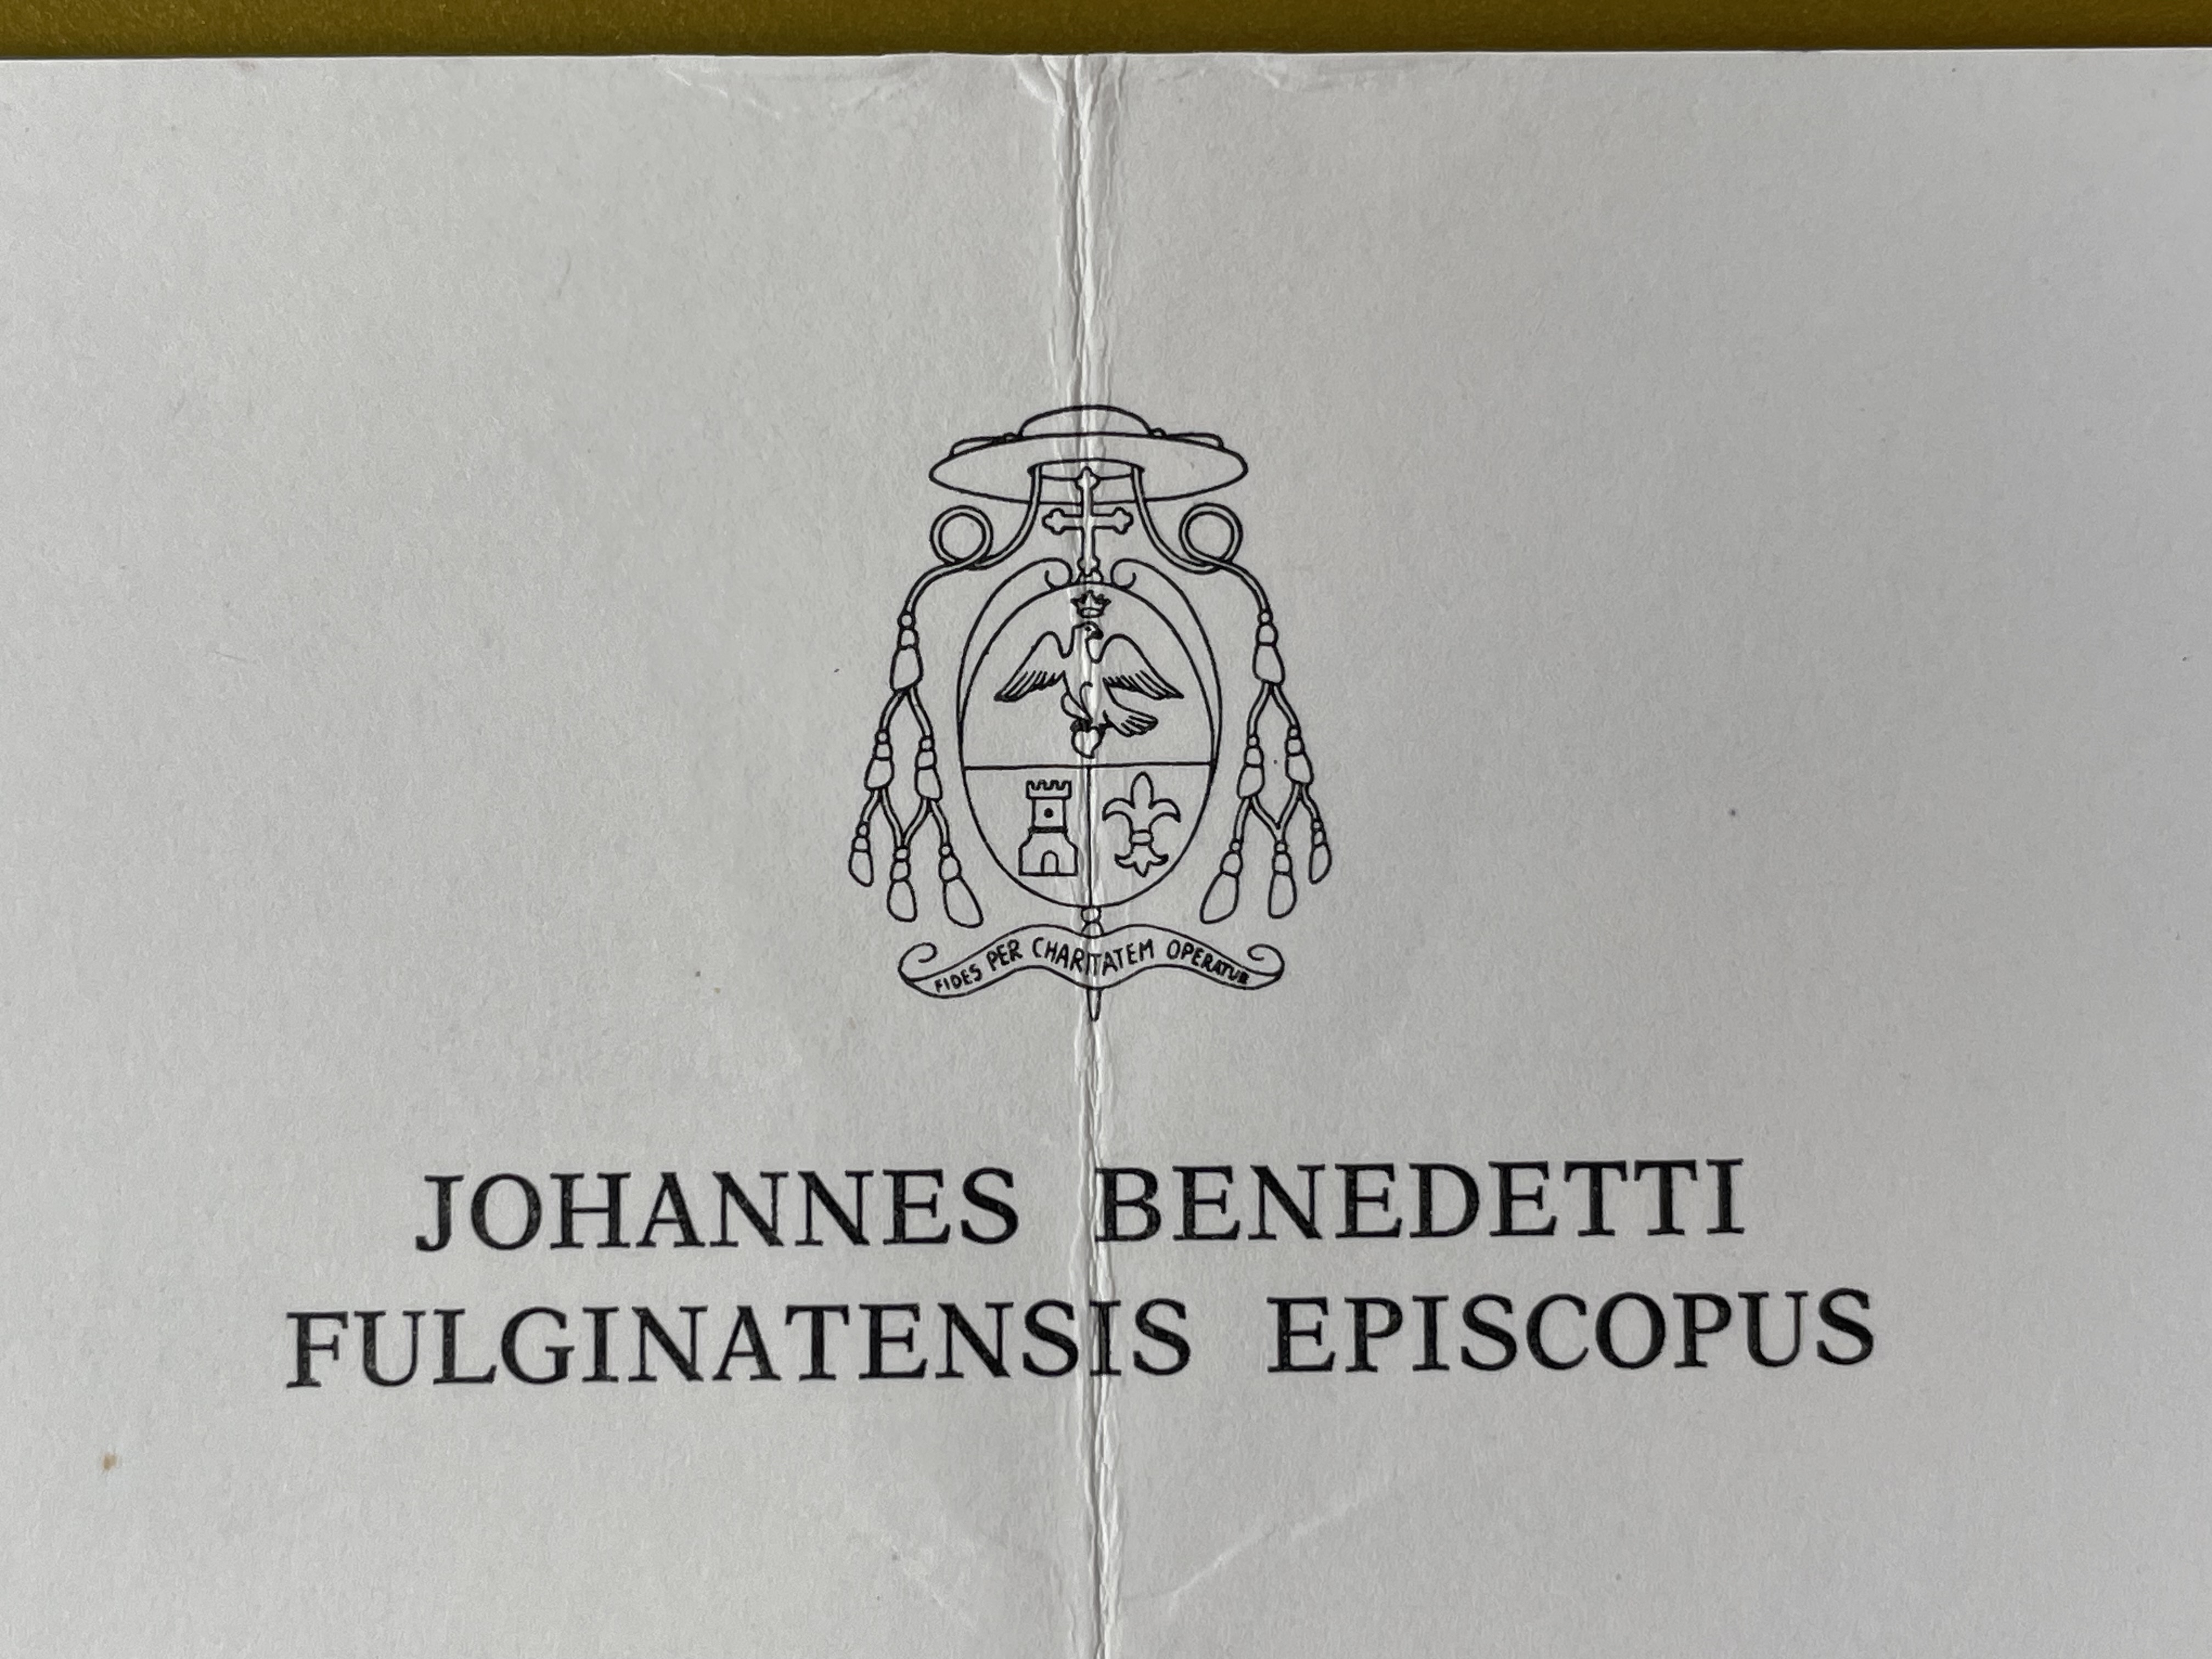 FIDES PER CHARITATEM OPERATUR
JOHANNES BENEDETTI
FULGINATENSIS EPISCOPUS